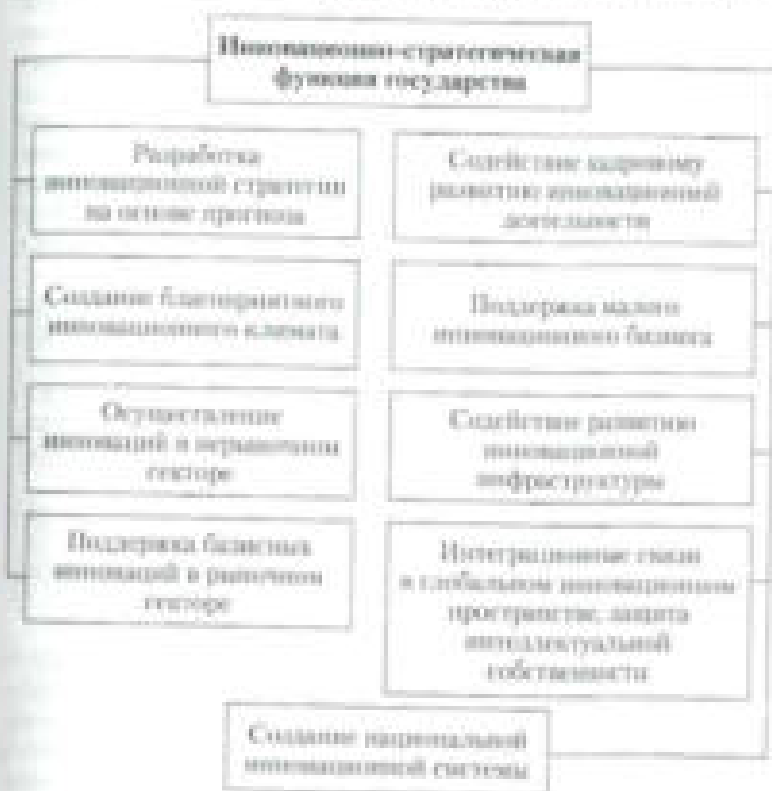 Инновационно-стратегическая
функция государства
Разработка
инновационной стратегии
на основе прогноза
Создание благоприятного
инновационного климата
Осуществление
инноваций в нерыночном
секторе
Поддержка базисных
инноваций в рыночном
секторе
Содействие кадровому
развитию инновационной
деятельности
Поддержка малого
инновационного бизнеса
Содействие развитию
инновационной
инфраструктуры
Интеграционные связи
в глобальном инновационном
пространстве, защита
интеллектуальной
собственности
Создание национальной
инновационной системы